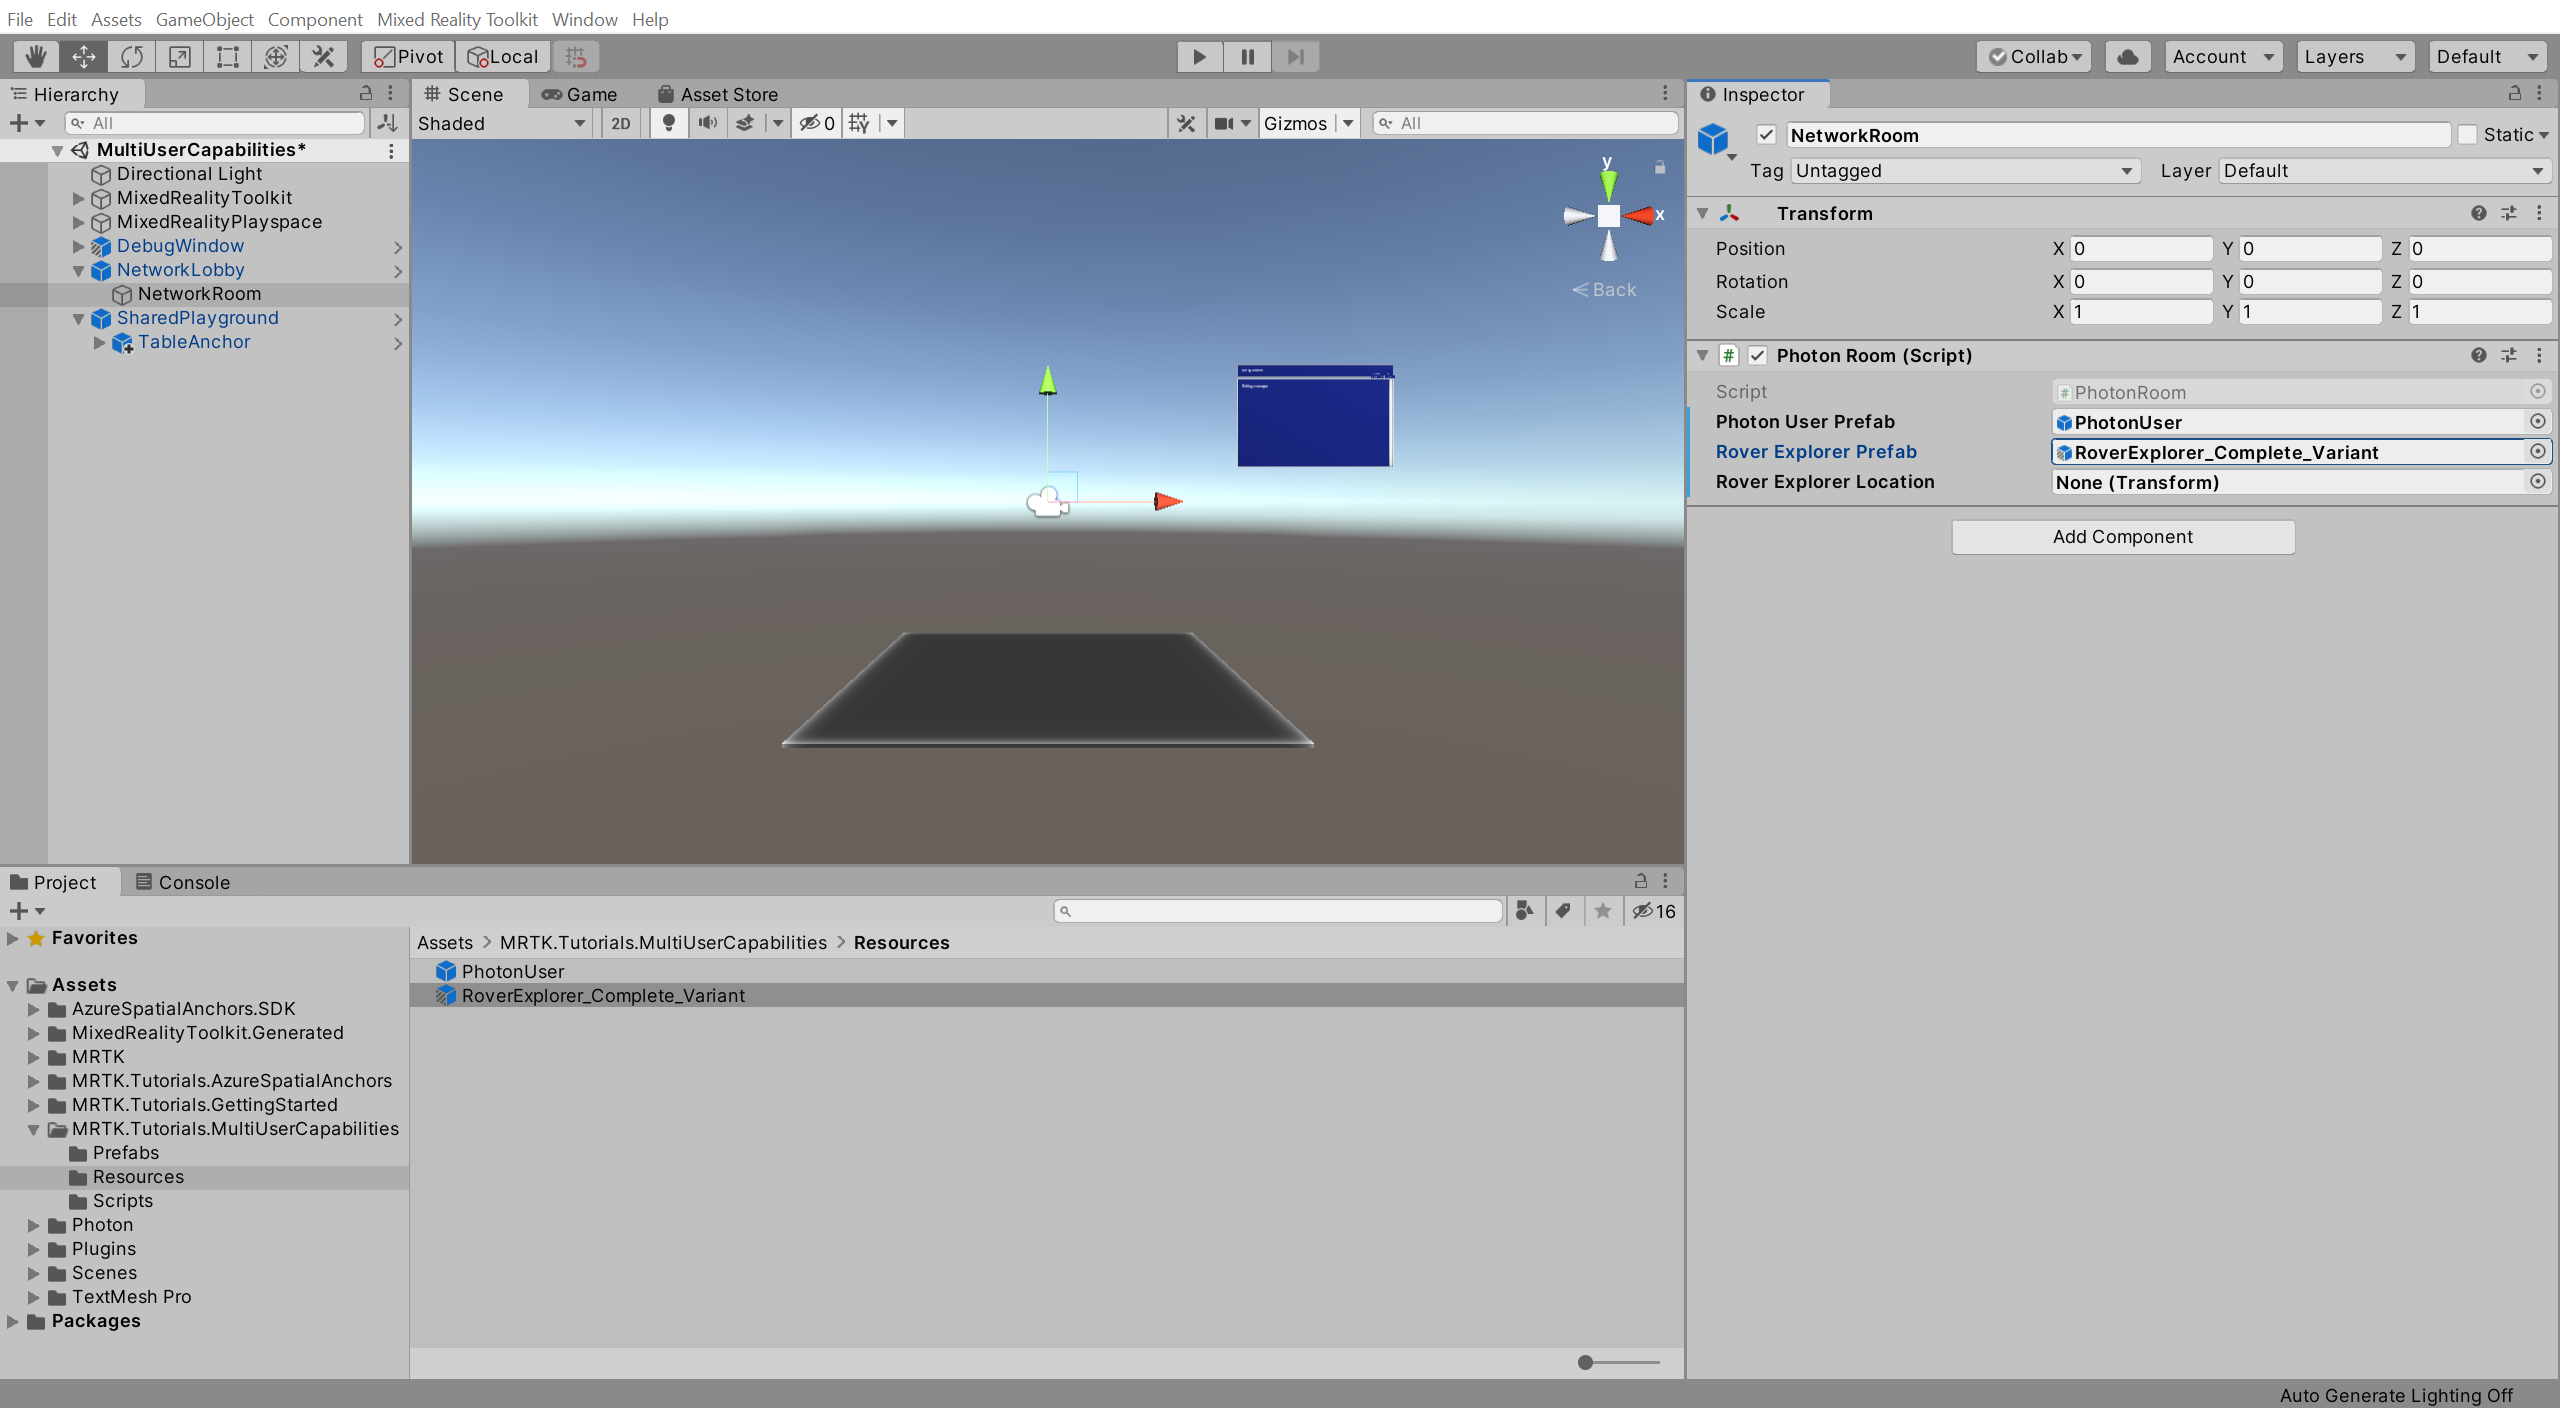 File Edit Assets GameObject Component Mixed Reality Toolkit Window Help
Pivot Local Collab Account Layers Default
Hierarchy
All
MultiUserCapabilities*
Directional Light
MixedRealityToolkit
MixedRealityPlayspace
DebugWindow
NetworkLobby
NetworkRoom
SharedPlayground
TableAnchor
Scene Game Asset Store
Shaded 2D 0 Gizmos All
y
x
Back
Inspector
NetworkRoom Static
Tag Untagged Layer Default
Transform
Position X 0 Y 0 Z 0
Rotation X 0 Y 0 Z 0
Scale X 1 Y 1 Z 1
# Photon Room (Script)
Script # PhotonRoom
Photon User Prefab PhotonUser
Rover Explorer Prefab RoverExplorer_Complete_Variant
Rover Explorer Location None (Transform)
Add Component
Project Console
16
Favorites
Assets
AzureSpatialAnchors.SDK
MixedRealityToolkit.Generated
MRTK
MRTK.Tutorials.AzureSpatialAnchors
MRTK.Tutorials.GettingStarted
MRTK.Tutorials.MultiUserCapabilities
Prefabs
Resources
Scripts
Photon
Plugins
Scenes
TextMesh Pro
Packages
Assets > MRTK.Tutorials.MultiUserCapabilities > Resources
PhotonUser
RoverExplorer_Complete_Variant
Auto Generate Lighting Off